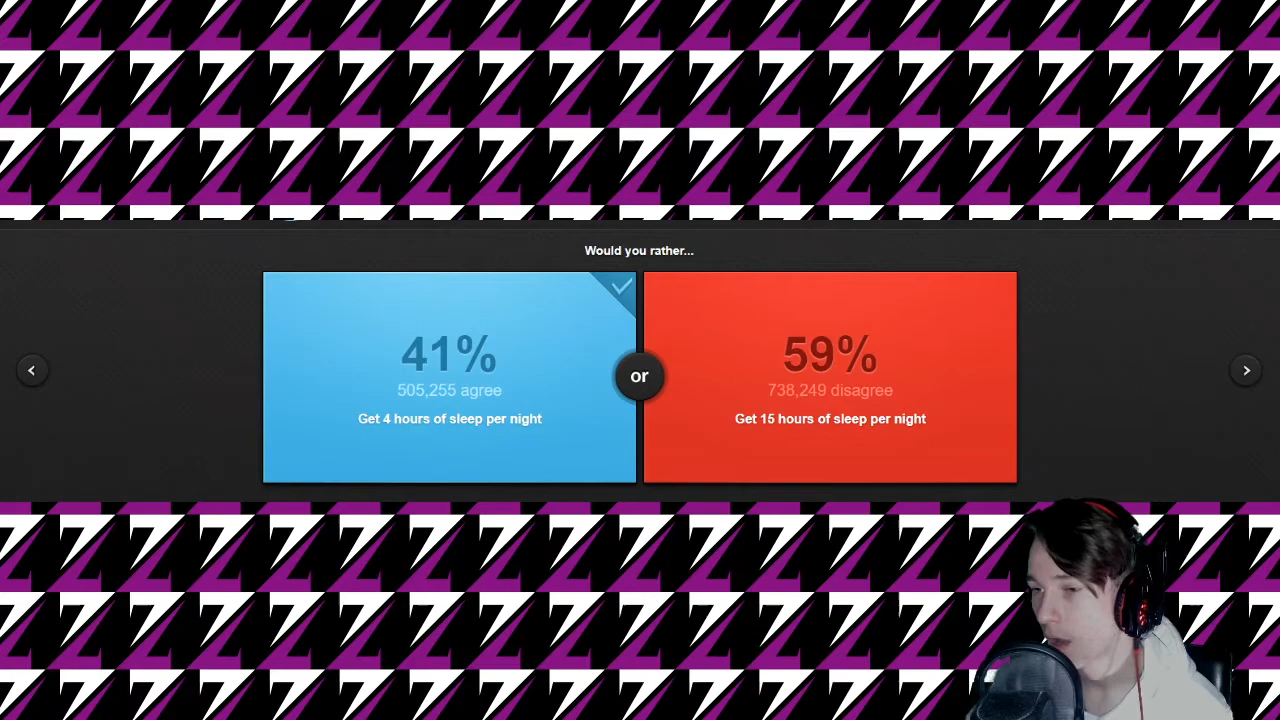 Would you rather...
41%
505,255 agree
Get 4 hours of sleep per night
or
59%
738,249 disagree
Get 15 hours of sleep per night